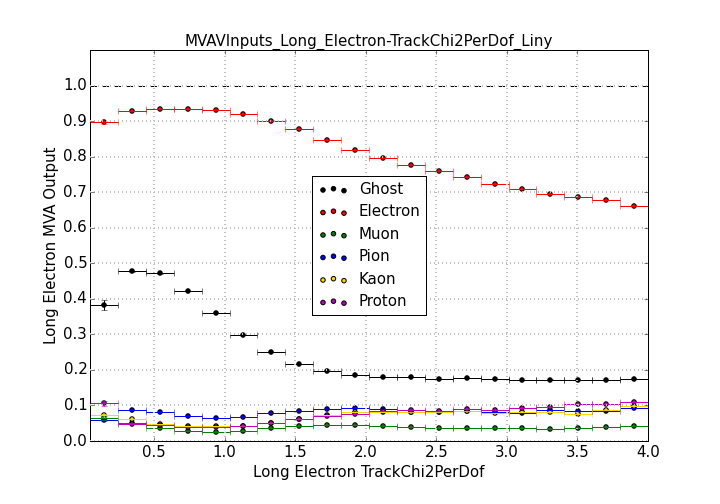 MVAVInputs_Long_Electron-TrackChi2PerDof_Liny
Long Electron MVA Output
1.0
0.9
0.8
0.7
0.6
0.5
0.4
0.3
0.2
0.1
0.0
Ghost
Electron
Muon
Pion
Kaon
Proton
0.5 1.0 1.5 2.0 2.5 3.0 3.5 4.0
Long Electron TrackChi2PerDof